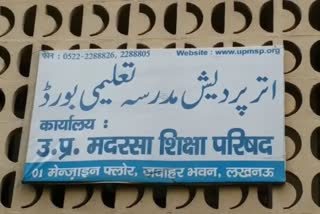 फोन : 0522-2288826, 2288805 Website : www.upmsp.org
اتر پردیش مدرسہ تعلیمی بورڈ
कार्यालय :
उ.प्र. मदरसा शिक्षा परिषद
01 मेन्ज़ाइन फ्लोर, जवाहर भवन, लखनऊ